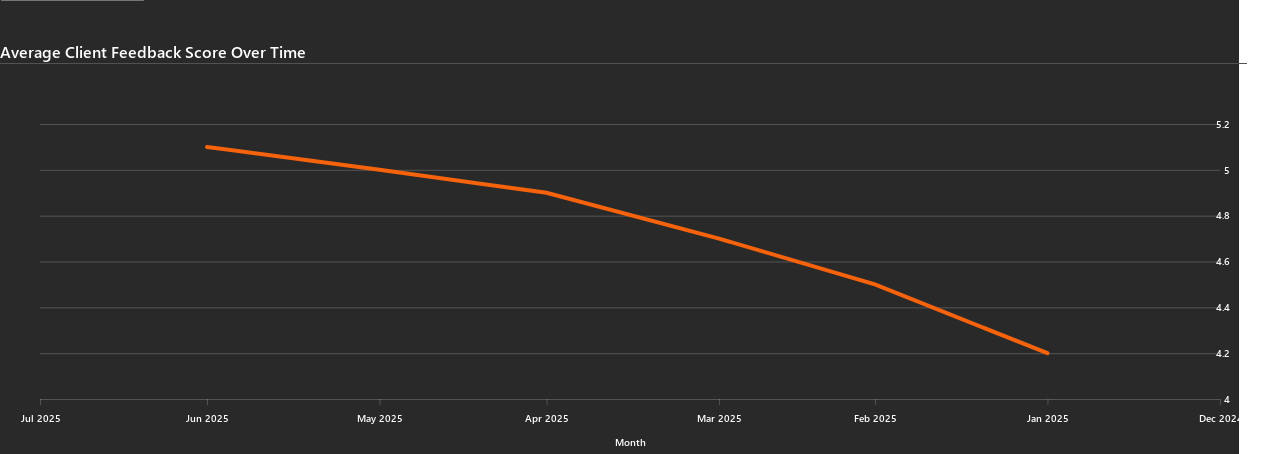 Average Client Feedback Score Over Time
5.2
5
4.8
4.6
4.4
4.2
4
Jul 2025 Jun 2025 May 2025 Apr 2025 Mar 2025 Feb 2025 Jan 2025 Dec 2024
Month